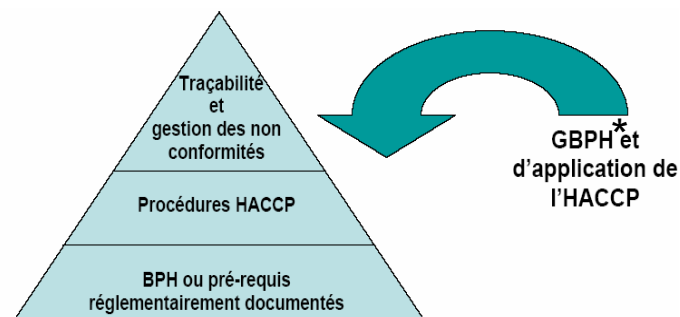 Traçabilité
et
gestion des non
conformités
Procédures HACCP
BPH ou pré-requis
réglementairement documentés
GBPH* et
d'application de
l'HACCP